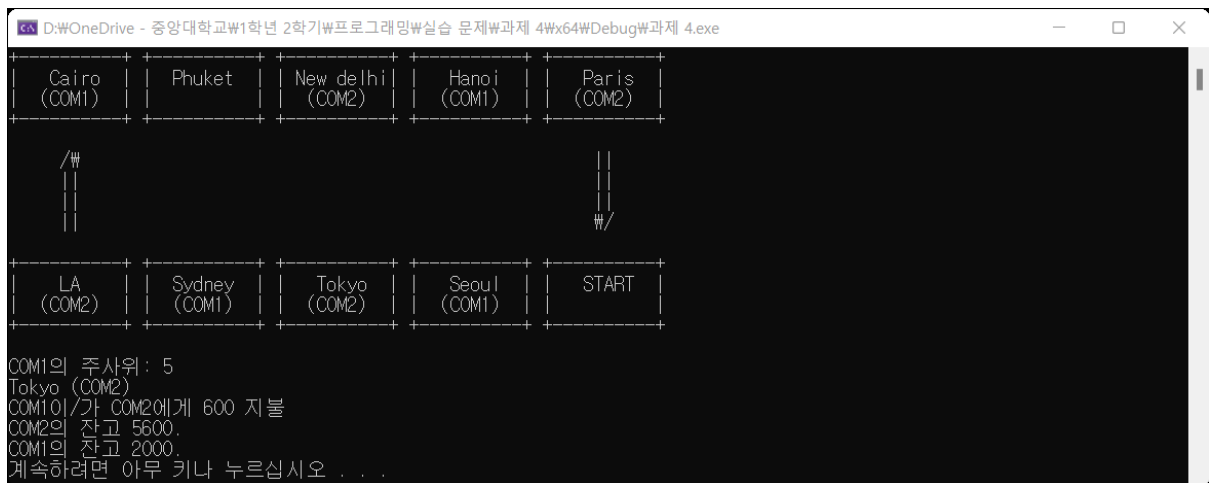 D:₩OneDrive - 중앙대학교₩1학년 2학기₩프로그래밍₩실습 문제₩과제 4₩x64₩Debug₩과제 4.exe
+----------+ +----------+ +----------+ +----------+ +----------+
|   Cairo  | |  Phuket  | |New delhi| |   Hanoi  | |   Paris  |
|  (COM1)  | |          | |  (COM2)  | |  (COM1)  | |  (COM2)  |
+----------+ +----------+ +----------+ +----------+ +----------+
/₩ ||
|| ||
|| ||
|| ₩/
+----------+ +----------+ +----------+ +----------+ +----------+
|    LA    | |  Sydney  | |   Tokyo  | |   Seoul  | |   START  |
|  (COM2)  | |  (COM1)  | |  (COM2)  | |  (COM1)  | |          |
+----------+ +----------+ +----------+ +----------+ +----------+
COM1의 주사위: 5
Tokyo (COM2)
COM1이/가 COM2에게 600 지불
COM2의 잔고 5600.
COM1의 잔고 2000.
계속하려면 아무 키나 누르십시오 . . .